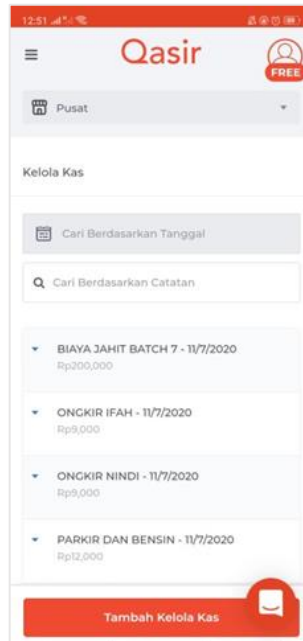 12:51
Qasir
FREE
Pusat
Kelola Kas
Cari Berdasarkan Tanggal
Cari Berdasarkan Catatan
BIAYA JAHIT BATCH 7 - 11/7/2020
Rp200,000
ONGKIR IFAH - 11/7/2020
Rp9,000
ONGKIR NINDI - 11/7/2020
Rp9,000
PARKIR DAN BENSIN - 11/7/2020
Rp12,000
Tambah Kelola Kas